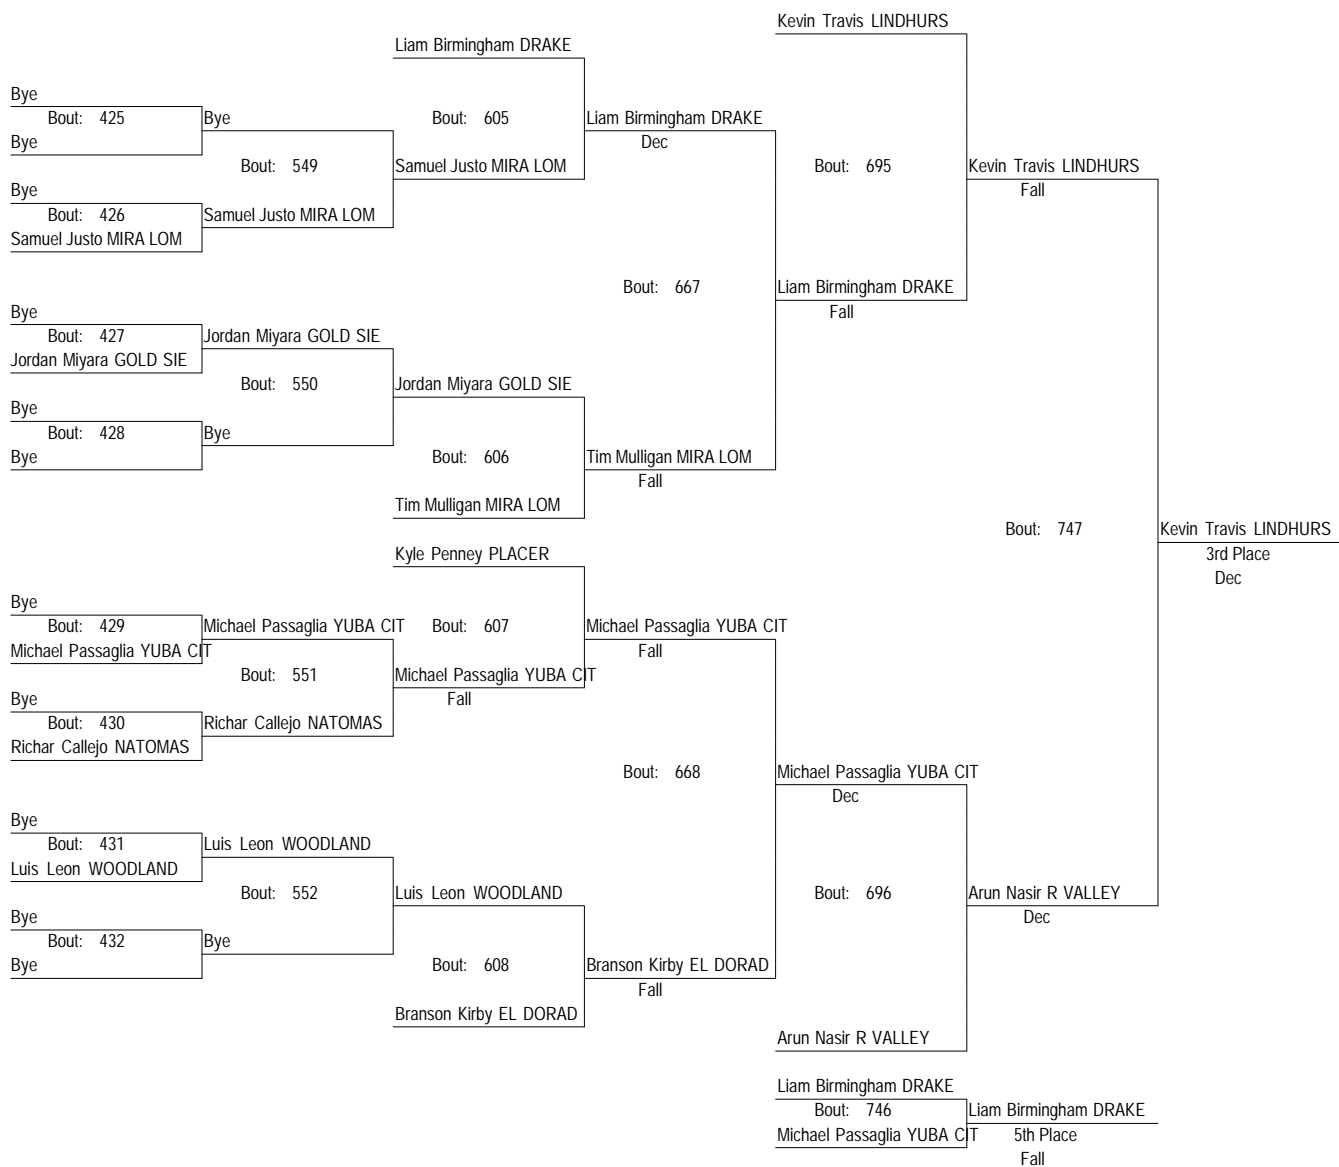 Kevin Travis LINDHURS
Liam Birmingham DRAKE
Bye
Bout: 425
Bye
Bye
Bout: 605
Liam Birmingham DRAKE
Dec
Bout: 549
Samuel Justo MIRA LOM
Bout: 695
Kevin Travis LINDHURS
Fall
Bye
Bout: 426
Samuel Justo MIRA LOM
Samuel Justo MIRA LOM
Bout: 667
Liam Birmingham DRAKE
Fall
Bye
Bout: 427
Jordan Miyara GOLD SIE
Jordan Miyara GOLD SIE
Bout: 550
Jordan Miyara GOLD SIE
Bye
Bout: 428
Bye
Bye
Bout: 606
Tim Mulligan MIRA LOM
Fall
Tim Mulligan MIRA LOM
Bout: 747
Kevin Travis LINDHURS
3rd Place
Dec
Kyle Penney PLACER
Bye
Bout: 429
Michael Passaglia YUBA CIT
Michael Passaglia YUBA CIT
Bout: 607
Michael Passaglia YUBA CIT
Fall
Bout: 551
Michael Passaglia YUBA CIT
Fall
Bye
Bout: 430
Richar Callejo NATOMAS
Richar Callejo NATOMAS
Bout: 668
Michael Passaglia YUBA CIT
Dec
Bye
Bout: 431
Luis Leon WOODLAND
Luis Leon WOODLAND
Bout: 552
Luis Leon WOODLAND
Bout: 696
Arun Nasir R VALLEY
Dec
Bye
Bout: 432
Bye
Bye
Bout: 608
Branson Kirby EL DORAD
Fall
Branson Kirby EL DORAD
Arun Nasir R VALLEY
Liam Birmingham DRAKE
Bout: 746
Liam Birmingham DRAKE
Michael Passaglia YUBA CIT
5th Place
Fall